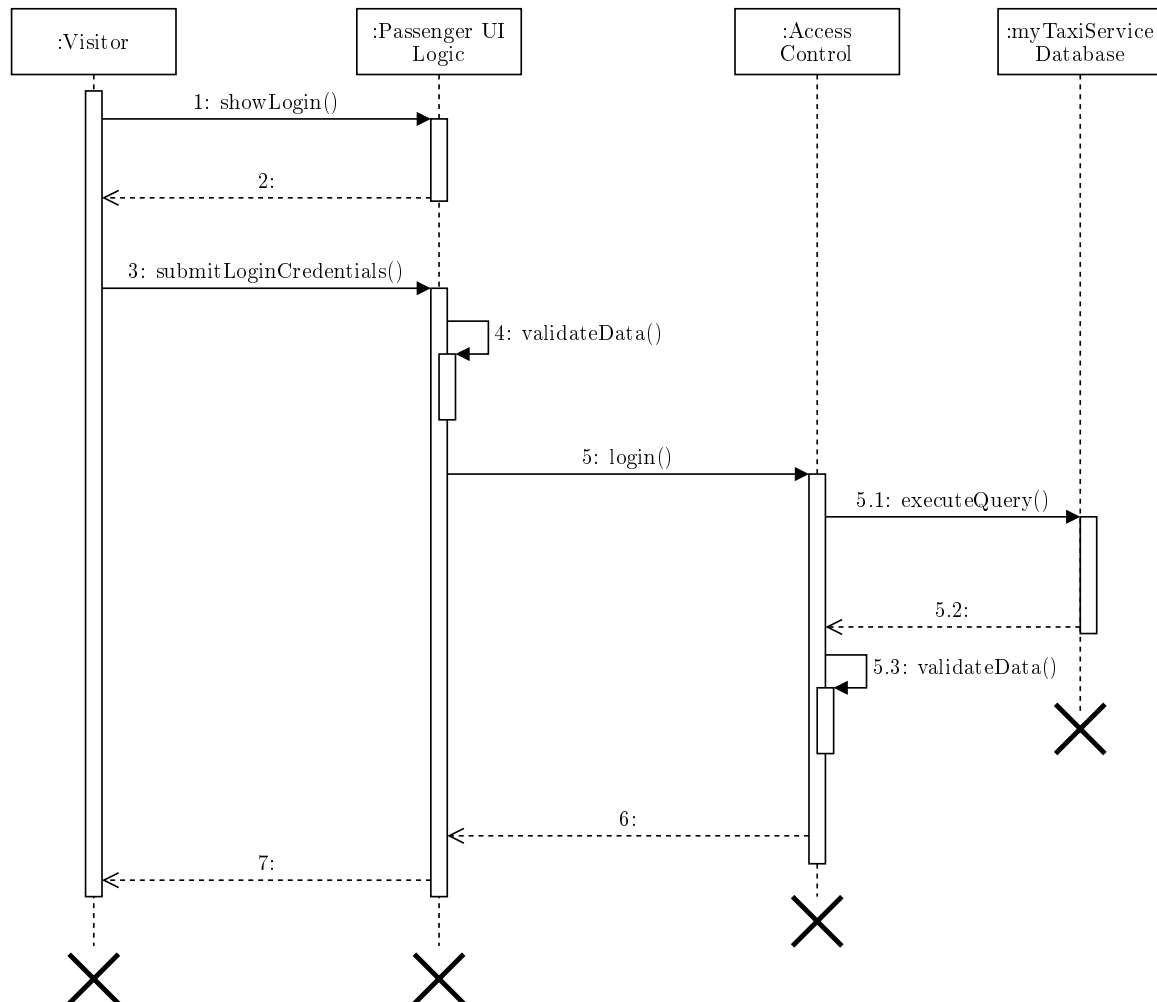 :Visitor
:Passenger UI
Logic
:Access
Control
:myTaxiService
Database
1: showLogin()
2:
3: submitLoginCredentials()
4: validateData()
5: login()
5.1: executeQuery()
5.2:
5.3: validateData()
6:
7: